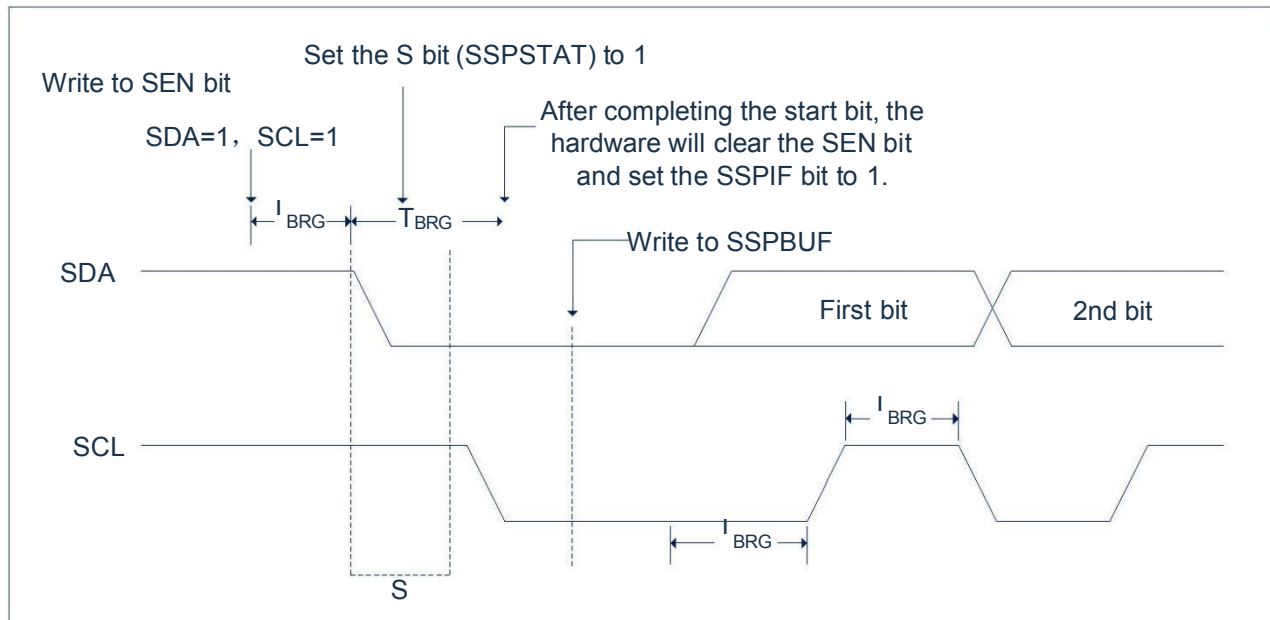 Set the S bit (SSPSTAT) to 1
Write to SEN bit
SDA=1, SCL=1
After completing the start bit, the
hardware will clear the SEN bit
and set the SSPIF bit to 1.
I BRG
TBRG
Write to SSPBUF
SDA
First bit
2nd bit
I BRG
SCL
I BRG
S